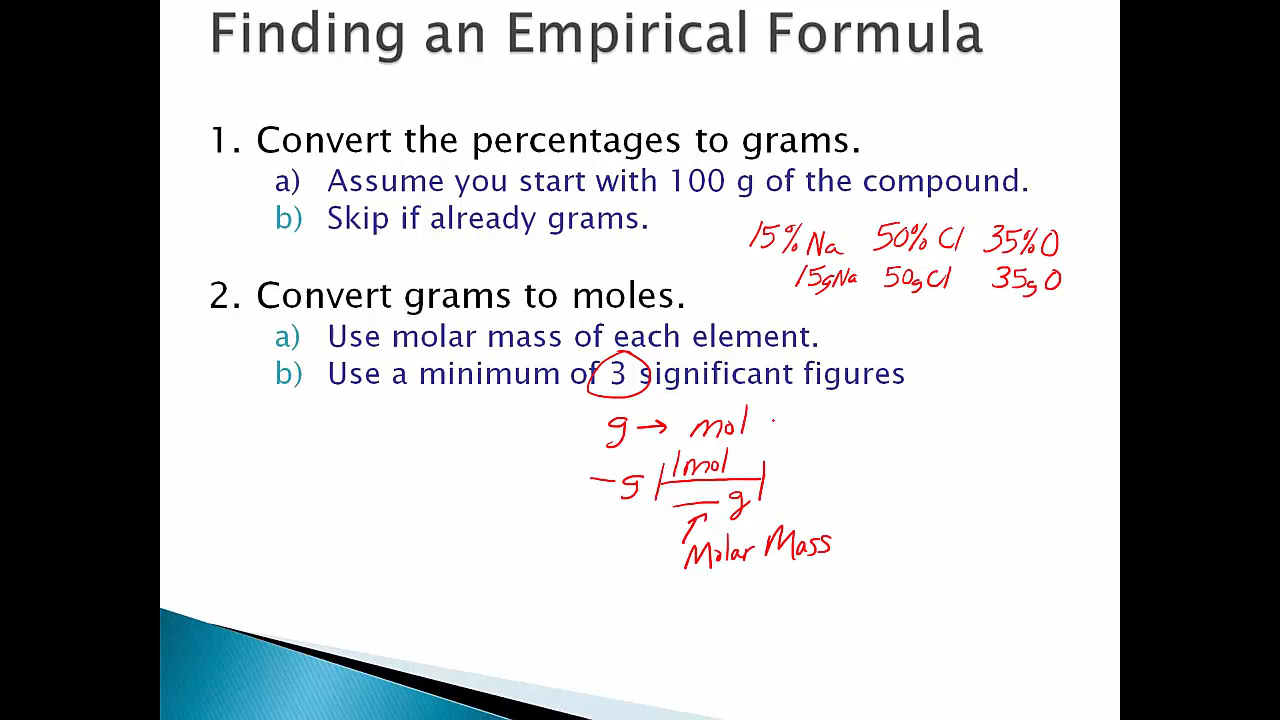 Finding an Empirical Formula
1. Convert the percentages to grams.
a) Assume you start with 100 g of the compound.
b) Skip if already grams.
15% Na 50% Cl 35% O
15g Na 50g Cl 35g O
2. Convert grams to moles.
a) Use molar mass of each element.
b) Use a minimum of 3 significant figures
g → mol
— g | 1mol
— g
↑
Molar Mass